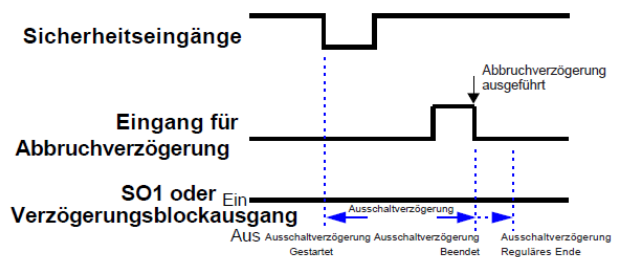 Sicherheitseingänge
Abbruchverzögerung
ausgeführt
Eingang für
Abbruchverzögerung
SO1 oder
Verzögerungsblockausgang
Ein
Ausschaltverzögerung
Aus
Ausschaltverzögerung
Gestartet
Ausschaltverzögerung
Beendet
Ausschaltverzögerung
Reguläres Ende